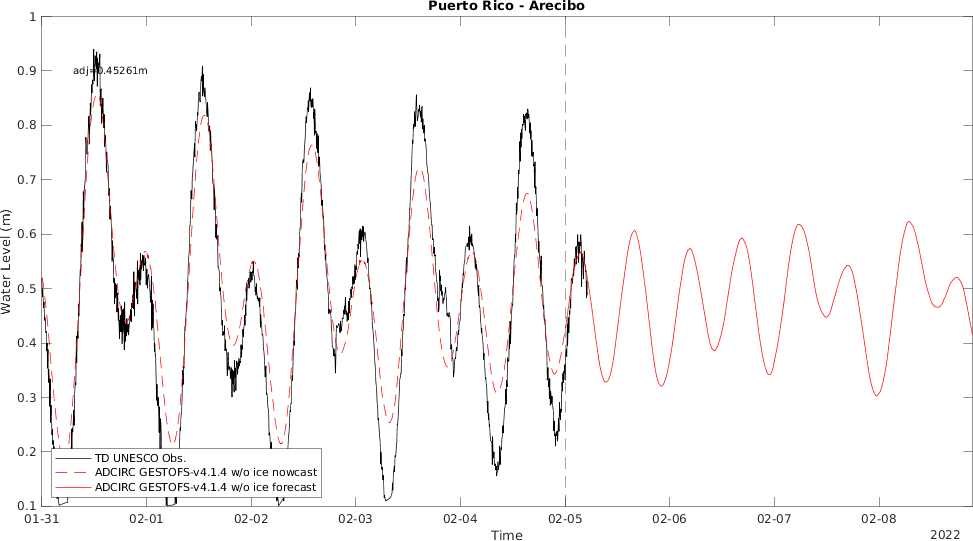 Puerto Rico - Arecibo
1
0.9
adj=0.45261m
0.8
0.7
0.6
0.5
0.4
0.3
0.2
0.1
Water Level (m)
TD UNESCO Obs.
ADCIRC GESTOFS-v4.1.4 w/o ice nowcast
ADCIRC GESTOFS-v4.1.4 w/o ice forecast
01-31 02-01 02-02 02-03 02-04 02-05 02-06 02-07 02-08
Time
2022